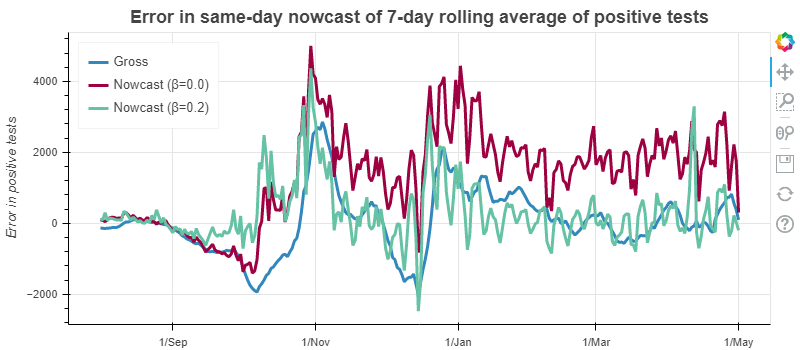 Error in same-day nowcast of 7-day rolling average of positive tests
Gross
Nowcast (β=0.0)
Nowcast (β=0.2)
Error in positive tests
4000
2000
0
−2000
1/Sep
1/Nov
1/Jan
1/Mar
1/May